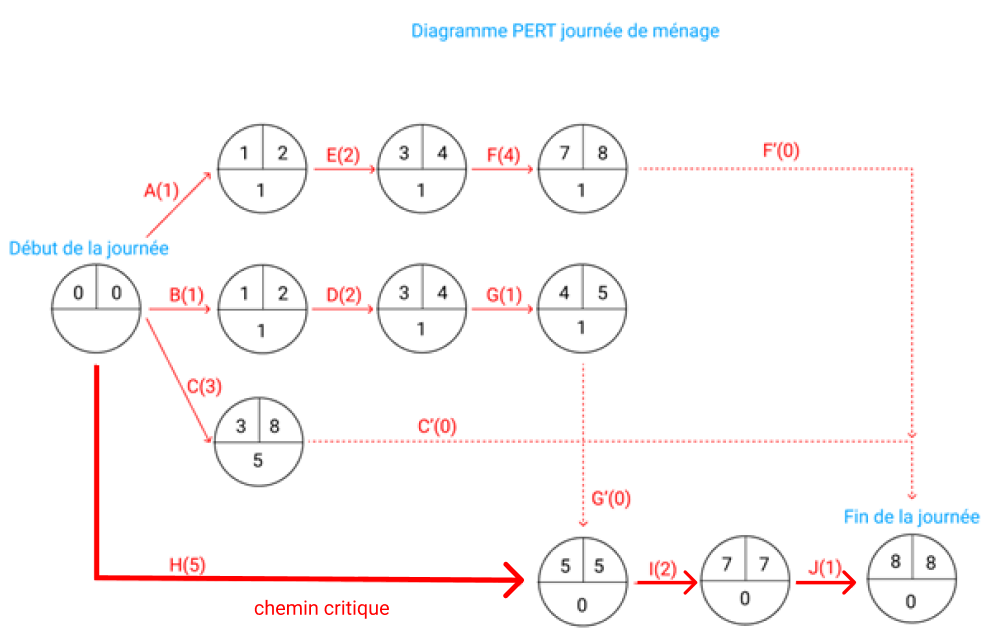 Diagramme PERT journée de ménage
F'(0)
1 2
E(2)
3 4
F(4)
7 8
A(1)
1
1
1
Début de la journée
0 0
B(1)
1 2
D(2)
3 4
G(1)
4 5
1
1
1
C(3)
3 8
C'(0)
5
G'(0)
Fin de la journée
H(5)
5 5
I(2)
7 7
J(1)
8 8
chemin critique
0
0
0